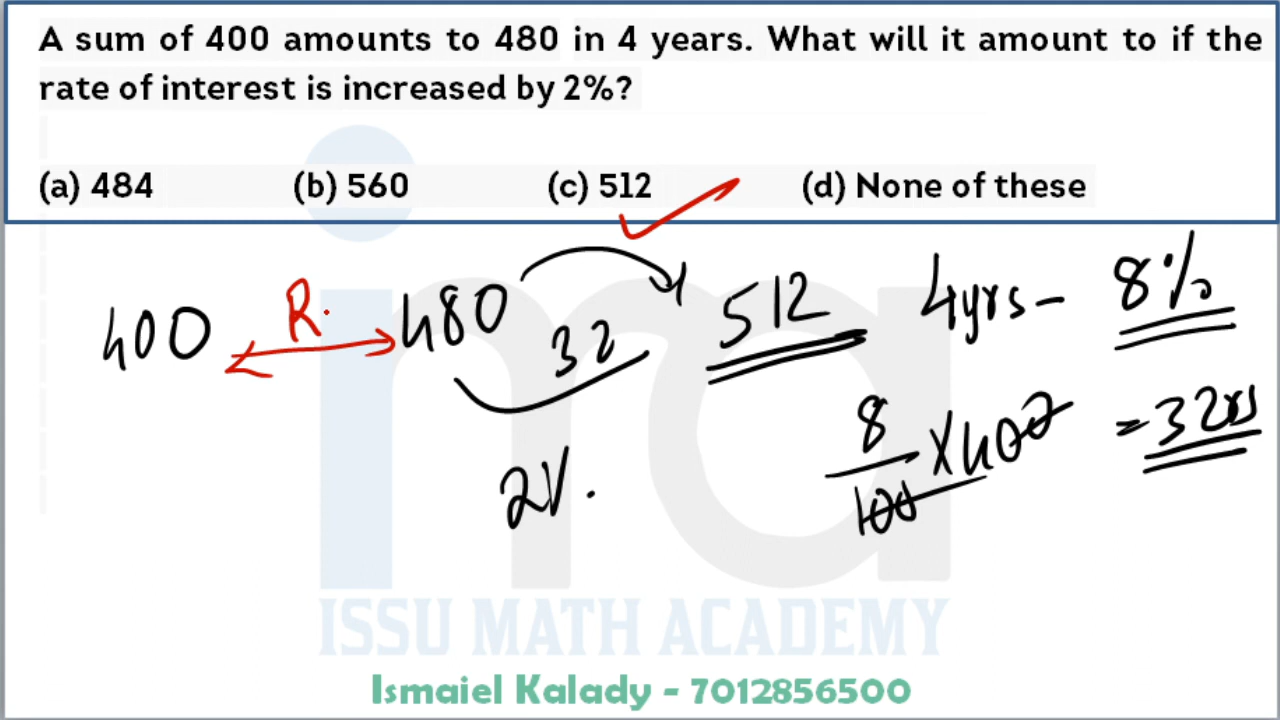 A sum of 400 amounts to 480 in 4 years. What will it amount to if the
rate of interest is increased by 2%?
(a) 484 (b) 560 (c) 512 (d) None of these
400 R. 480 32 512 4yrs - 8%
2%.
8/100 x 400 = 32rs
ISSU MATH ACADEMY
Ismaiel Kalady - 7012856500